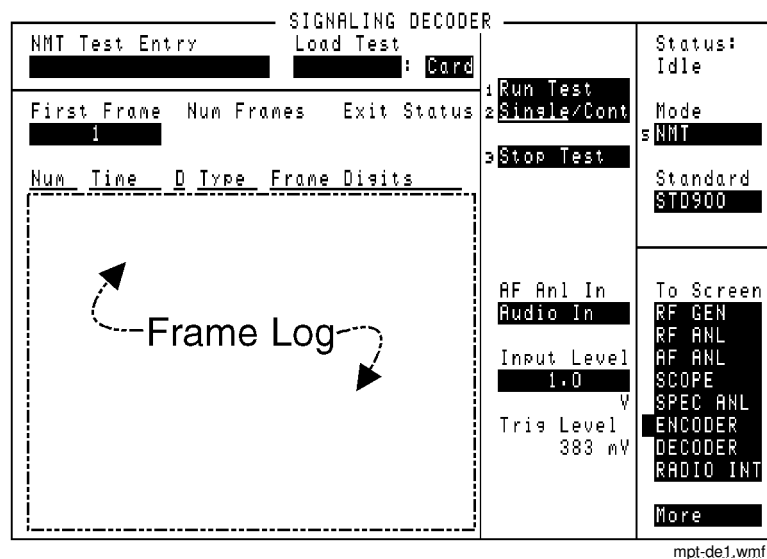 SIGNALING DECODER
NMT Test Entry
Load Test
: Card
First Frame Num Frames Exit Status
1
Num Time D Type Frame Digits
Frame Log
1 Run Test
2 Single/Cont
3 Stop Test
AF Anl In
Audio In
Input Level
1.0
V
Trig Level
383 mV
Status:
Idle
Mode
5 NMT
Standard
STD900
To Screen
RF GEN
RF ANL
AF ANL
SCOPE
SPEC ANL
ENCODER
DECODER
RADIO INT
More
mpt-de1,wmf